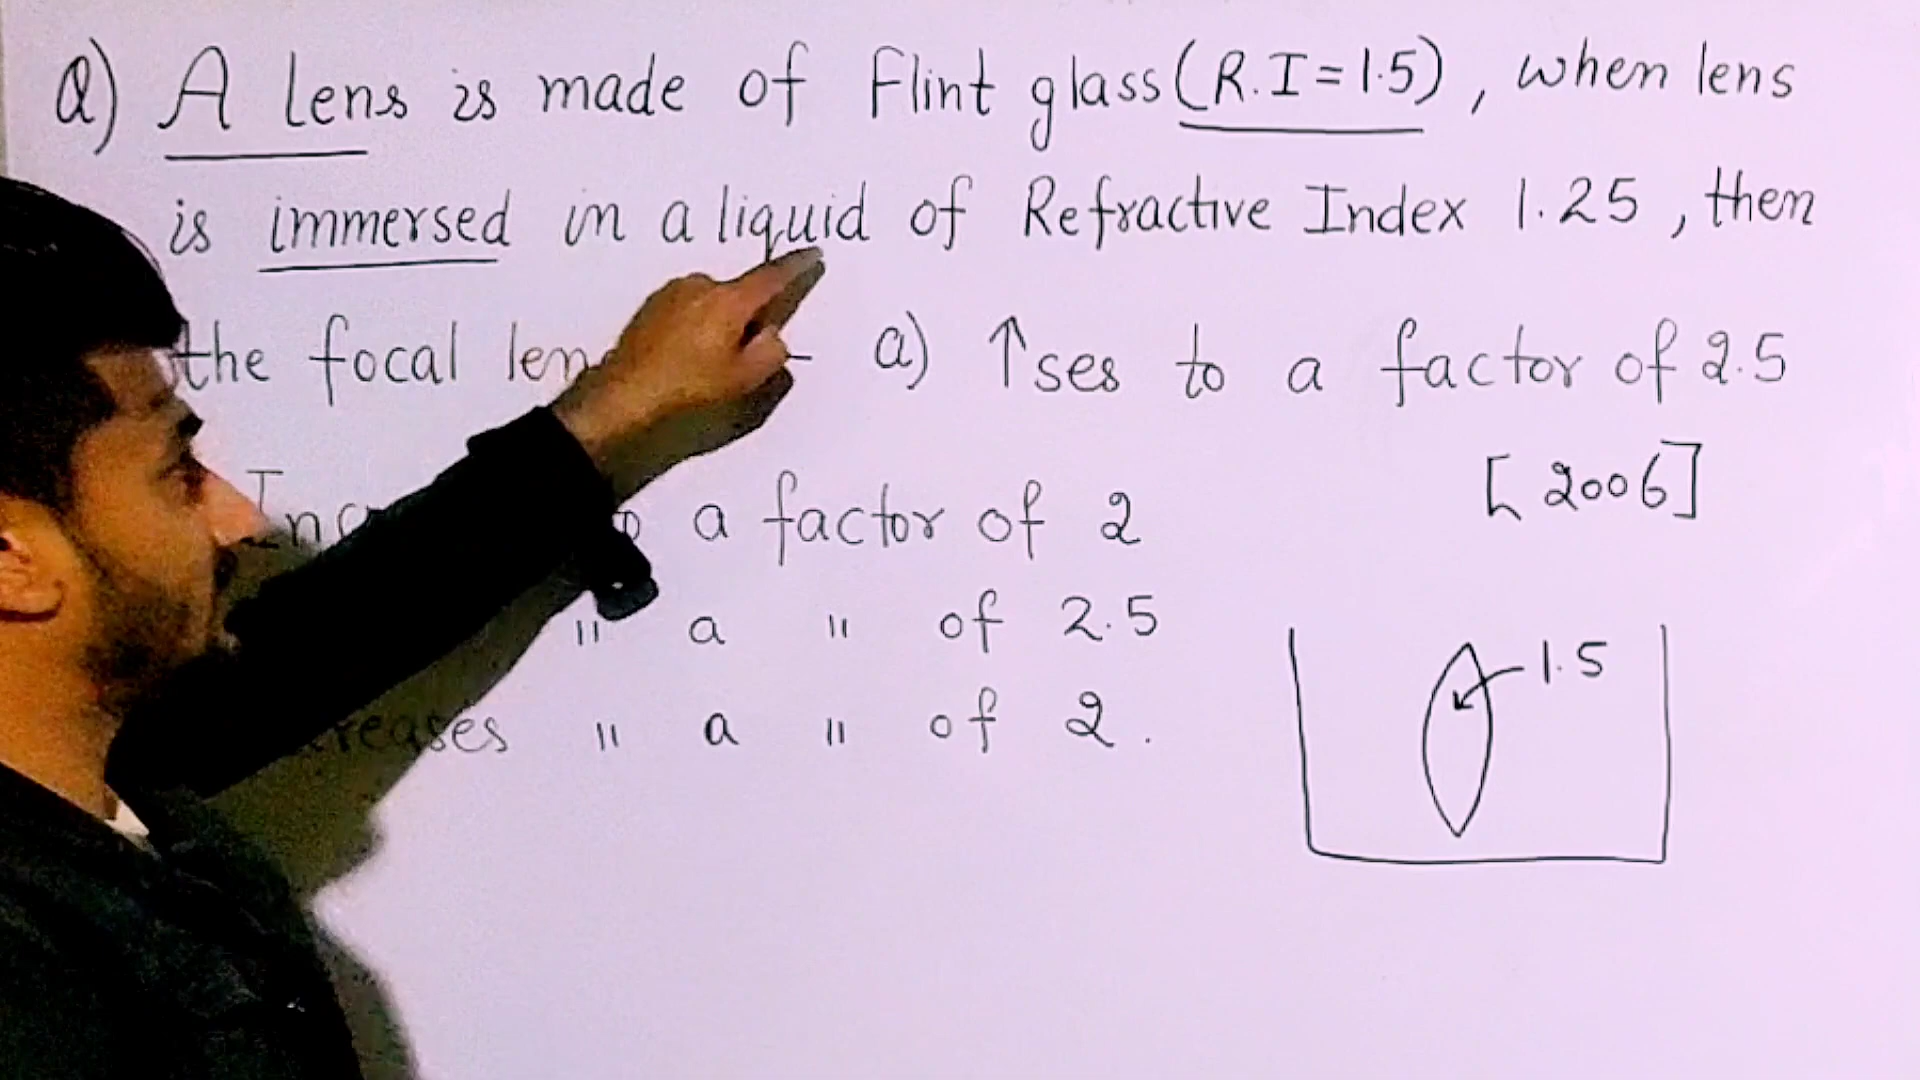 Q) A lens is made of Flint glass (R.I=1.5), when lens
is immersed in a liquid of Refractive Index 1.25, then
the focal a) ↑ses to a factor of 2.5
[2006]
a factor of 2
" a " of 2.5
" a " of 2.
1.5